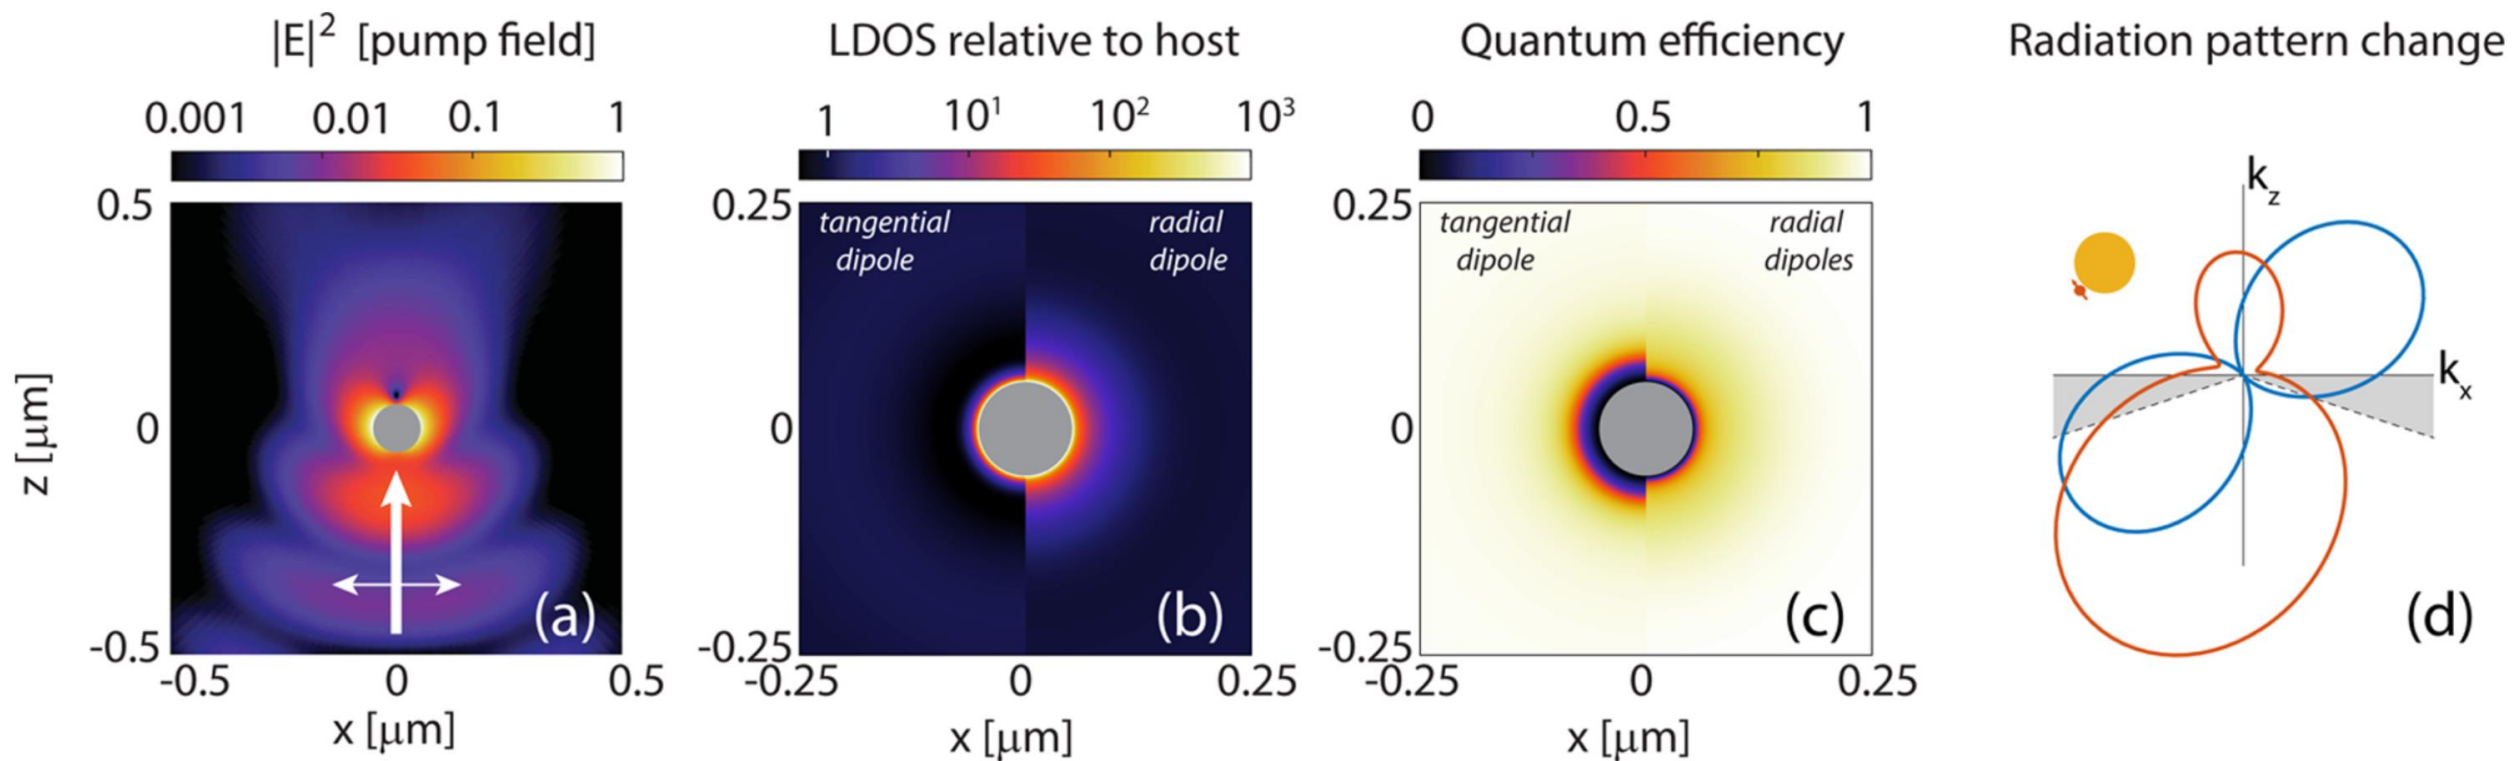 |E|² [pump field]
0.001 0.01 0.1 1
0.5
0
-0.5
z [μm]
-0.5 0 0.5
x [μm]
(a)
LDOS relative to host
1 10¹ 10² 10³
tangential
dipole
radial
dipole
0.25
0
-0.25
-0.25 0 0.25
x [μm]
(b)
Quantum efficiency
0 0.5 1
tangential
dipole
radial
dipoles
0.25
0
-0.25
-0.25 0 0.25
x [μm]
(c)
Radiation pattern change
k_z
k_x
(d)